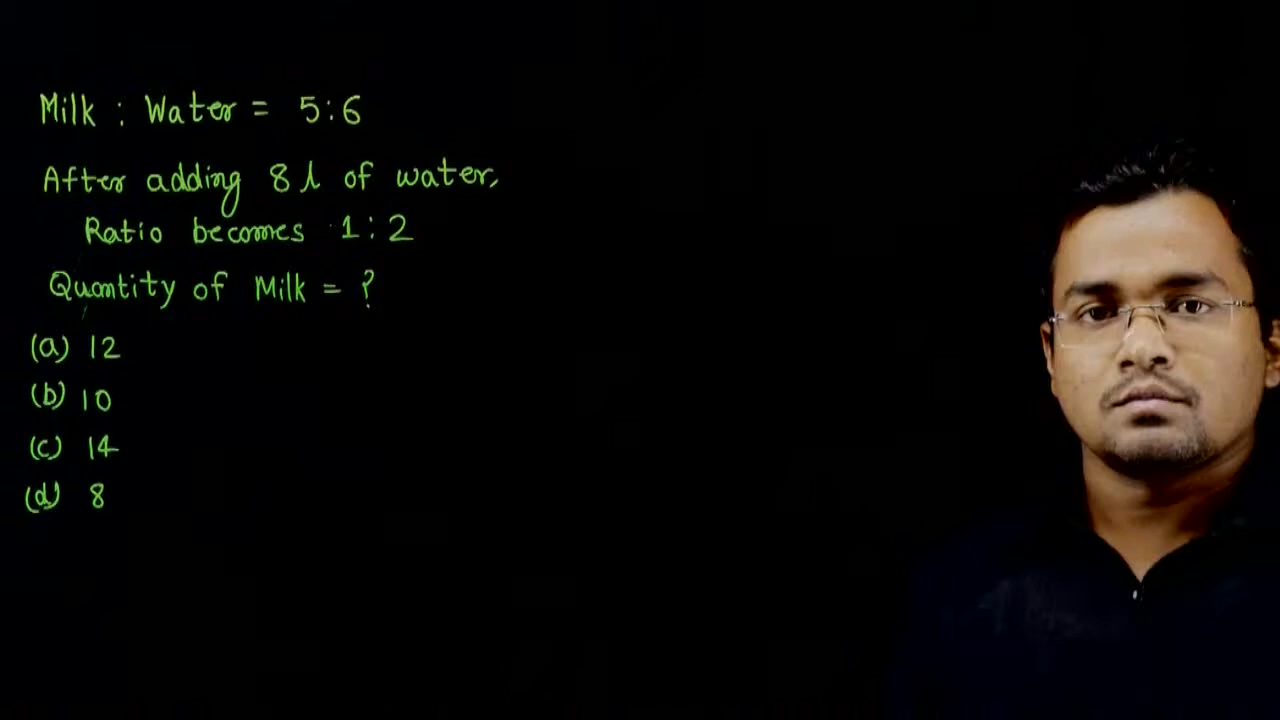 Milk : Water = 5:6
After adding 8 l of water,
Ratio becomes 1:2
Quantity of Milk = ?
(a) 12
(b) 10
(c) 14
(d) 8